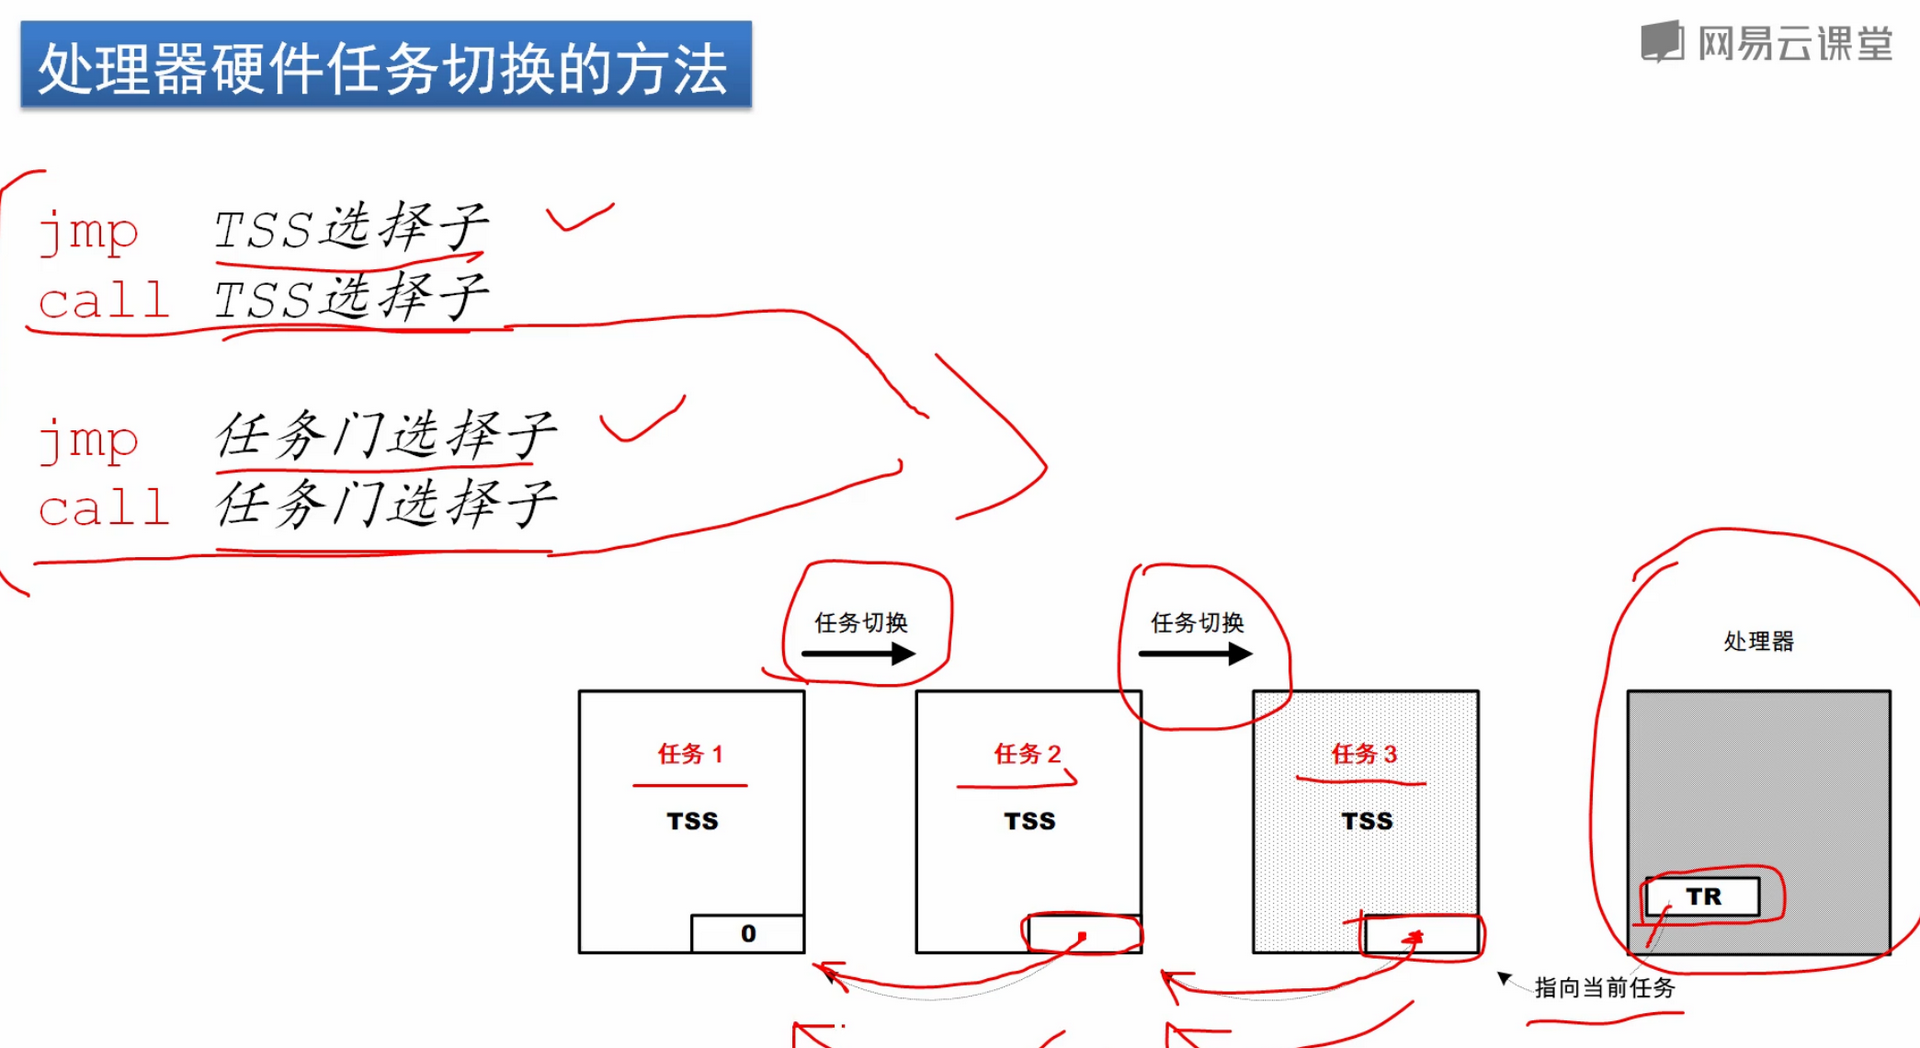 处理器硬件任务切换的方法
网易云课堂
jmp TSS选择子
call TSS选择子
jmp 任务门选择子
call 任务门选择子
任务切换
任务切换
处理器
任务 1
TSS
0
任务 2
TSS
任务 3
TSS
TR
指向当前任务